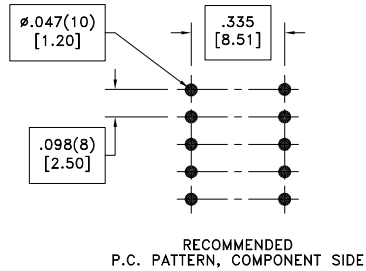 ø.047(10)
[1.20]
.335
[8.51]
.098(8)
[2.50]
RECOMMENDED
P.C. PATTERN, COMPONENT SIDE